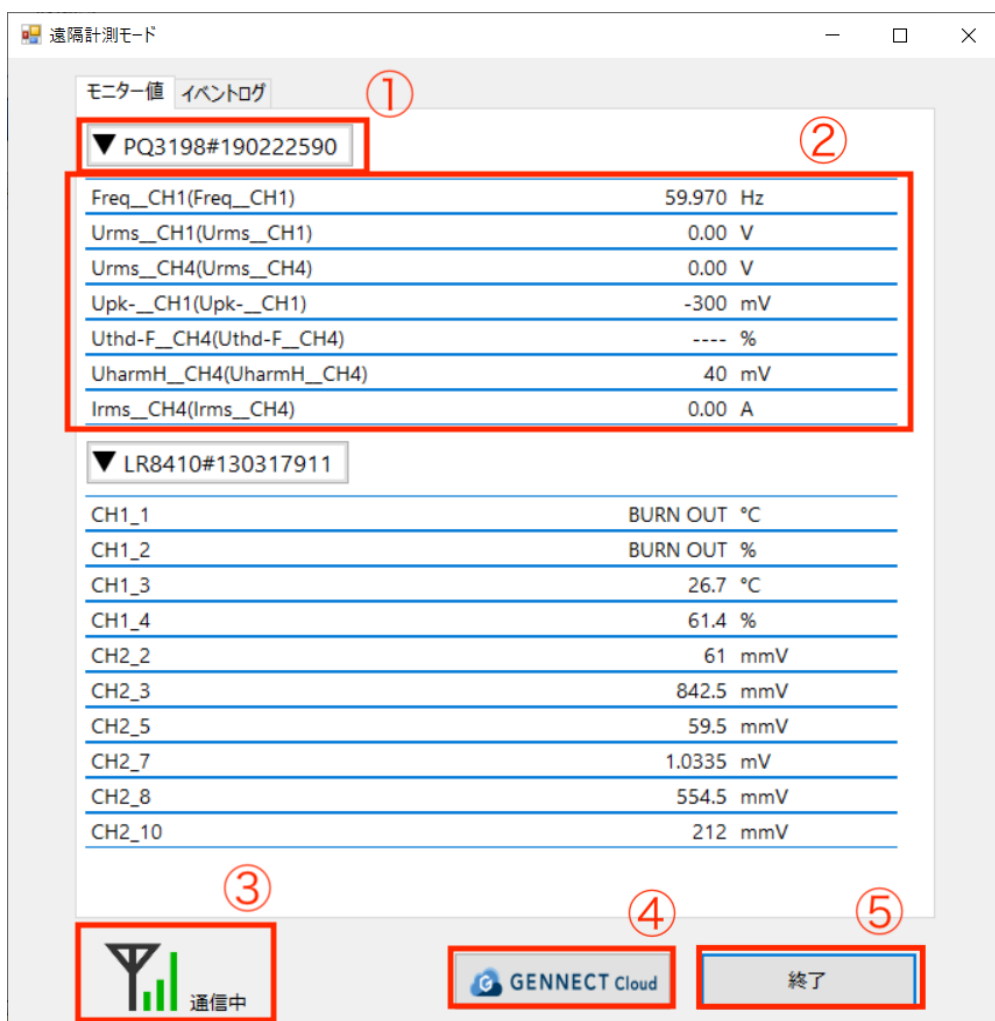 遠隔計測モード
モニター値 イベントログ
①
▼ PQ3198#190222590
②
Freq__CH1(Freq__CH1) 59.970 Hz
Urms__CH1(Urms__CH1) 0.00 V
Urms__CH4(Urms__CH4) 0.00 V
Upk-__CH1(Upk-__CH1) -300 mV
Uthd-F__CH4(Uthd-F__CH4) ---- %
UharmH__CH4(UharmH__CH4) 40 mV
Irms__CH4(Irms__CH4) 0.00 A
▼ LR8410#130317911
CH1_1 BURN OUT °C
CH1_2 BURN OUT %
CH1_3 26.7 °C
CH1_4 61.4 %
CH2_2 61 mmV
CH2_3 842.5 mmV
CH2_5 59.5 mmV
CH2_7 1.0335 mV
CH2_8 554.5 mmV
CH2_10 212 mmV
③
通信中
④
GENNECT Cloud
⑤
終了